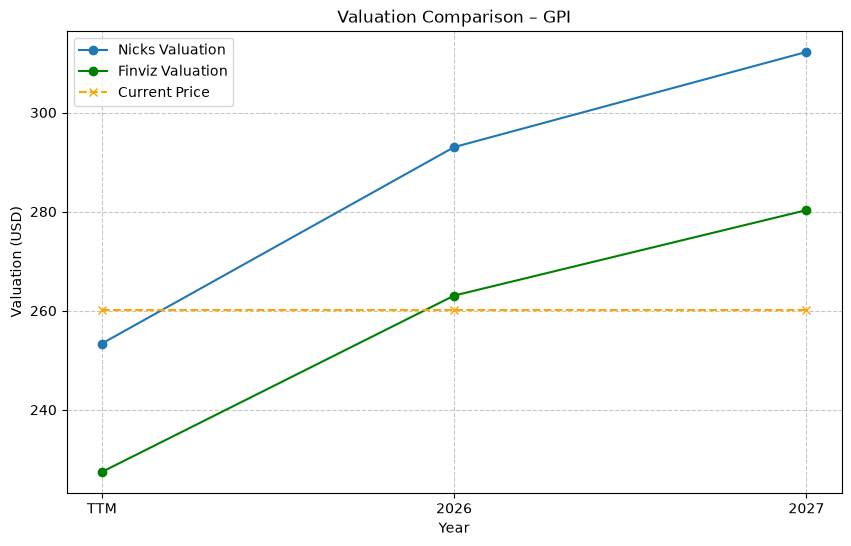 Valuation Comparison – GPI
Nicks Valuation
Finviz Valuation
Current Price
300
280
260
240
Valuation (USD)
TTM
2026
2027
Year